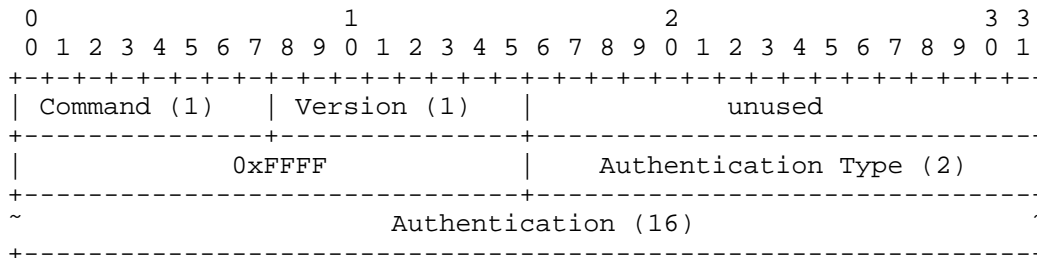 0                   1                   2                   3 3
 0 1 2 3 4 5 6 7 8 9 0 1 2 3 4 5 6 7 8 9 0 1 2 3 4 5 6 7 8 9 0 1
+-+-+-+-+-+-+-+-+-+-+-+-+-+-+-+-+-+-+-+-+-+-+-+-+-+-+-+-+-+-+-+--
| Command (1)   | Version (1)   |            unused
+---------------+---------------+--------------------------------
|             0xFFFF            |    Authentication Type (2)
+-------------------------------+--------------------------------
~                       Authentication (16)                     ~
+----------------------------------------------------------------